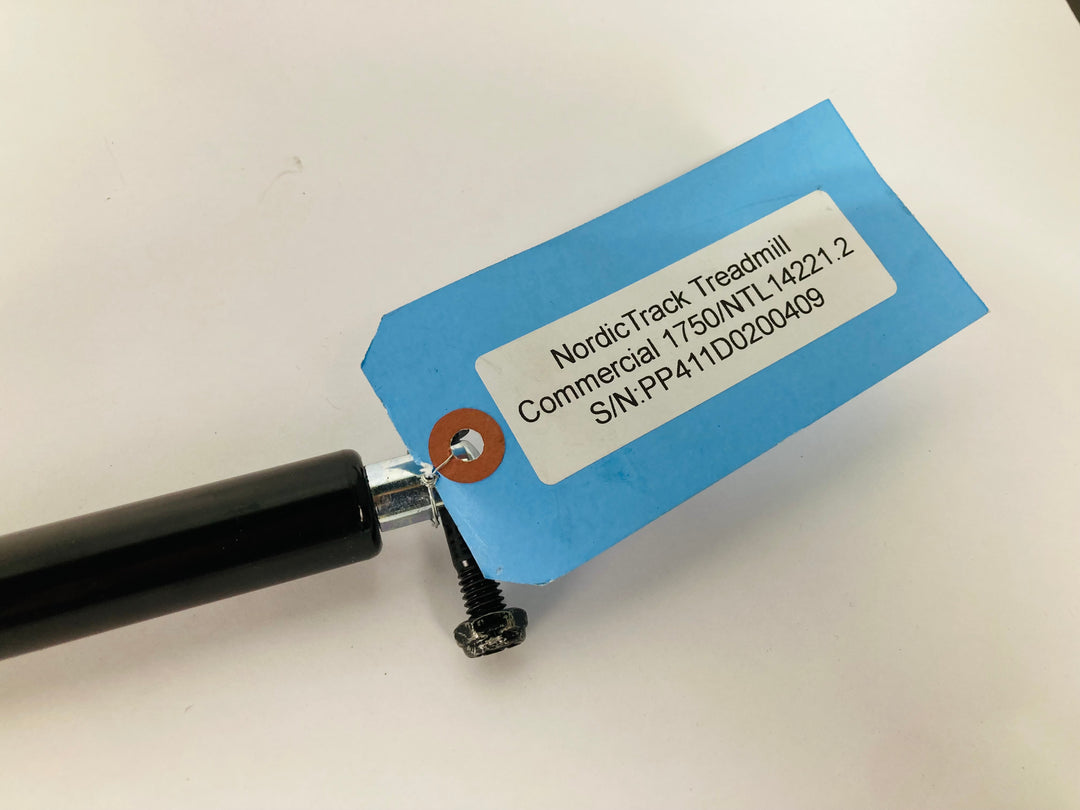 NordicTrack Treadmill
Commercial 1750/NTL14221.2
S/N:PP411D0200409